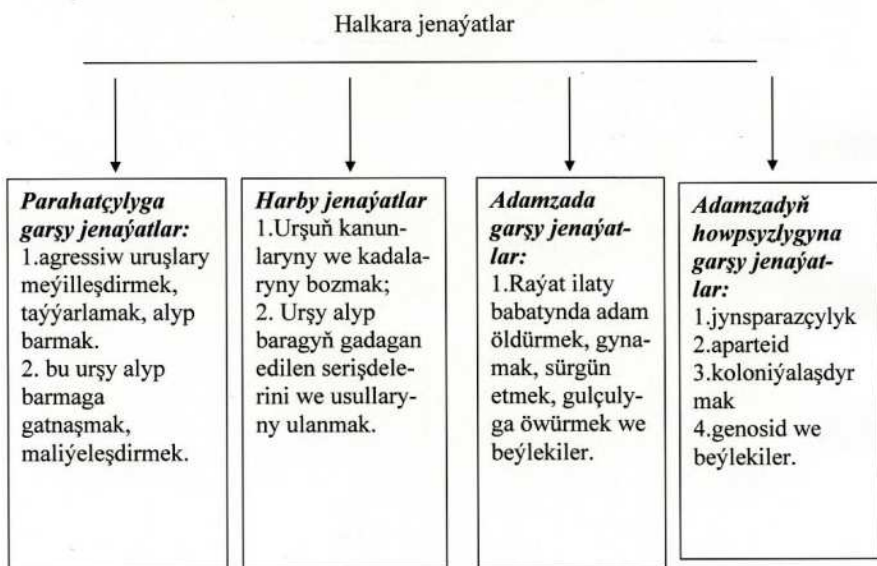 Halkara jenaýatlar
Parahatçylyga
garşy jenaýatlar:
1.agressiw uruşlary
meýilleşdirmek,
taýýarlamak, alyp
barmak.
2. bu urşy alyp
barmaga
gatnaşmak,
maliýeleşdirmek.
Harby jenaýatlar
1.Urşuň kanun-
laryny we kadala-
ryny bozmak;
2. Urşy alyp
baragyň gadagan
edilen serişdele-
rini we usullary-
ny ulanmak.
Adamzada
garşy jenaýat-
lar:
1.Raýat ilaty
babatynda adam
öldürmek, gyna-
mak, sürgün
etmek, gulçuly-
ga öwürmek we
beýlekiler.
Adamzadyň
howpsyzlygyna
garşy jenaýat-
lar:
1.jynsparazçylyk
2.aparteid
3.koloniýalaşdyr
mak
4.genosid we
beýlekiler.